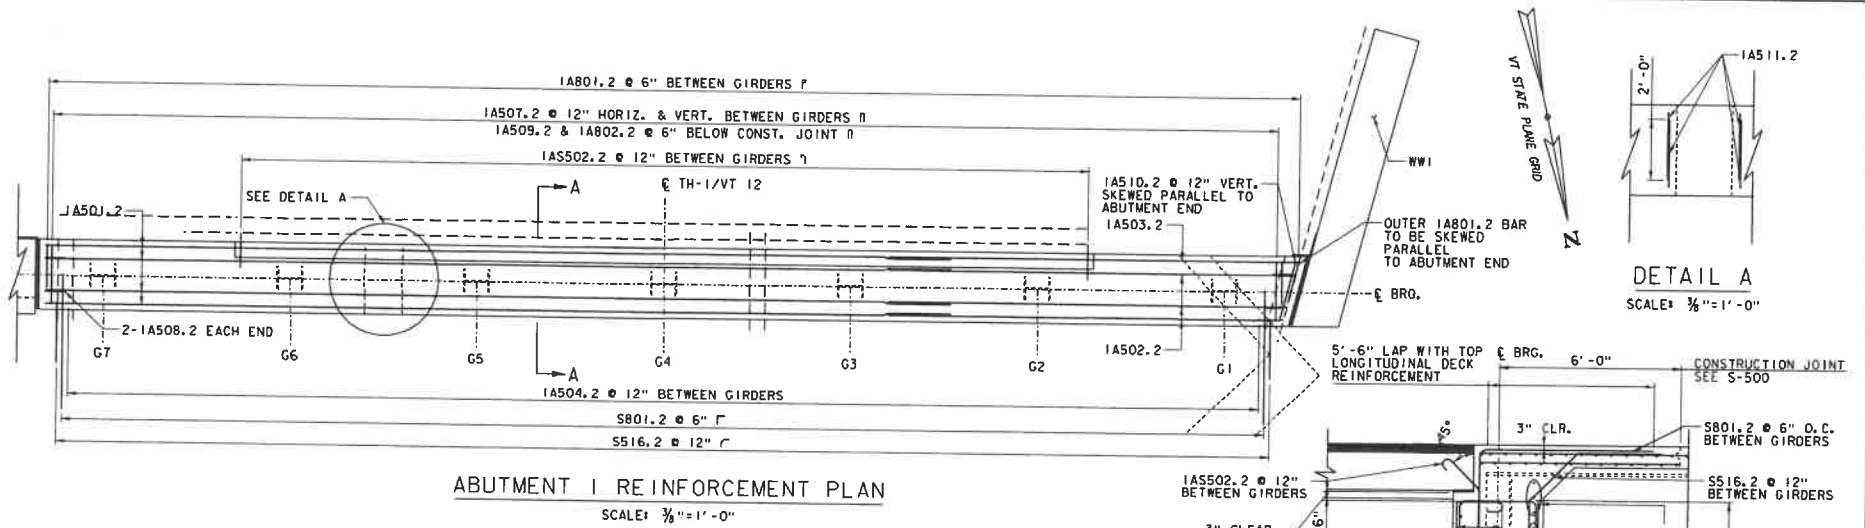 1A801.2 @ 6" BETWEEN GIRDERS
1A507.2 @ 12" HORIZ. & VERT. BETWEEN GIRDERS
1A509.2 & 1A802.2 @ 6" BELOW CONST. JOINT
1AS502.2 @ 12" BETWEEN GIRDERS
A
℄ TH-1/VT 12
SEE DETAIL A
1A501.2
1A510.2 @ 12" VERT.
SKEWED PARALLEL TO
ABUTMENT END
1A503.2
WW1
OUTER 1A801.2 BAR
TO BE SKEWED
PARALLEL
TO ABUTMENT END
℄ BRG.
2-1A508.2 EACH END
G7
G6
G5
G4
G3
G2
G1
1A502.2
A
1A504.2 @ 12" BETWEEN GIRDERS
S801.2 @ 6"
S516.2 @ 12"
ABUTMENT 1 REINFORCEMENT PLAN
SCALE: ⅜"=1'-0"
VT STATE PLANE GRID
N
1A511.2
2'-0"
DETAIL A
SCALE: ⅜"=1'-0"
5'-6" LAP WITH TOP
LONGITUDINAL DECK
REINFORCEMENT
℄ BRG.
6'-0"
CONSTRUCTION JOINT
SEE S-500
3" CLR.
S801.2 @ 6" O.C.
BETWEEN GIRDERS
1AS502.2 @ 12"
BETWEEN GIRDERS
S516.2 @ 12"
BETWEEN GIRDERS
3" CLEAR
6"